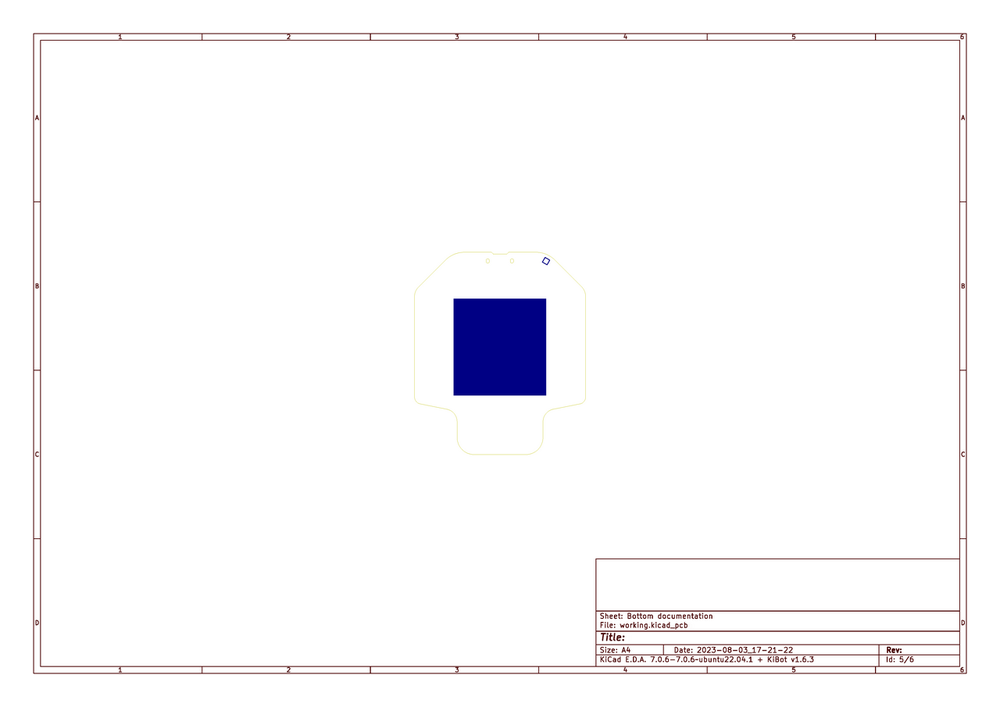 1 2 3 4 5 6
A A
B B
C C
D D
Sheet: Bottom documentation
File: working.kicad_pcb
Title:
Size: A4 Date: 2023-08-03_17-21-22 Rev:
KiCad E.D.A. 7.0.6-7.0.6~ubuntu22.04.1 + KiBot v1.6.3 Id: 5/6
1 2 3 4 5 6